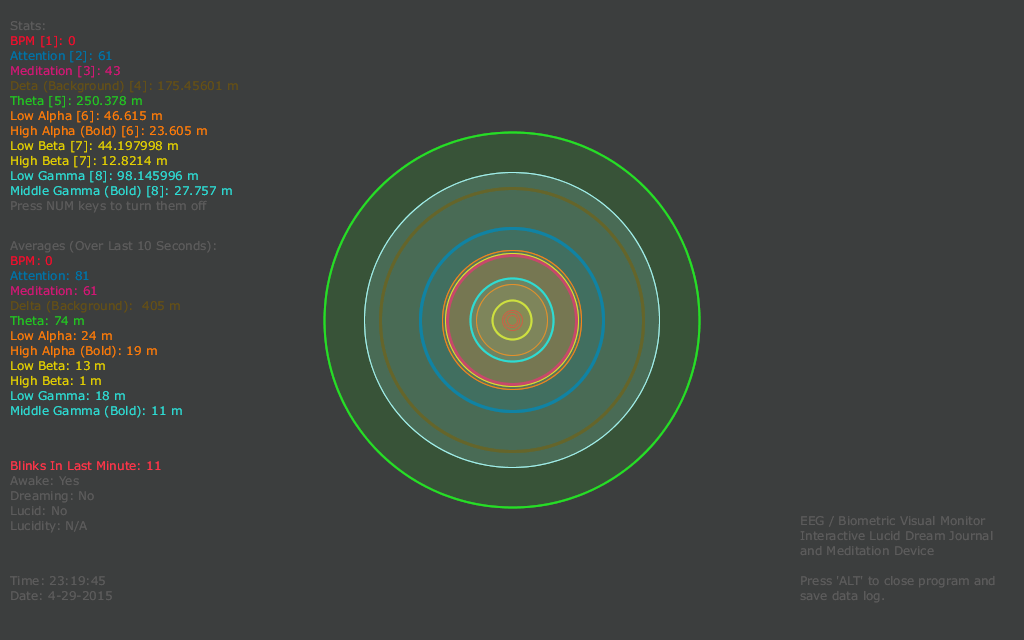 Stats:
BPM [1]: 0
Attention [2]: 61
Meditation [3]: 43
Deta (Background) [4]: 175.45601 m
Theta [5]: 250.378 m
Low Alpha [6]: 46.615 m
High Alpha (Bold) [6]: 23.605 m
Low Beta [7]: 44.197998 m
High Beta [7]: 12.8214 m
Low Gamma [8]: 98.145996 m
Middle Gamma (Bold) [8]: 27.757 m
Press NUM keys to turn them off
Averages (Over Last 10 Seconds):
BPM: 0
Attention: 81
Meditation: 61
Delta (Background):  405 m
Theta: 74 m
Low Alpha: 24 m
High Alpha (Bold): 19 m
Low Beta: 13 m
High Beta: 1 m
Low Gamma: 18 m
Middle Gamma (Bold): 11 m
Blinks In Last Minute: 11
Awake: Yes
Dreaming: No
Lucid: No
Lucidity: N/A
Time: 23:19:45
Date: 4-29-2015
EEG / Biometric Visual Monitor
Interactive Lucid Dream Journal
and Meditation Device
Press 'ALT' to close program and
save data log.